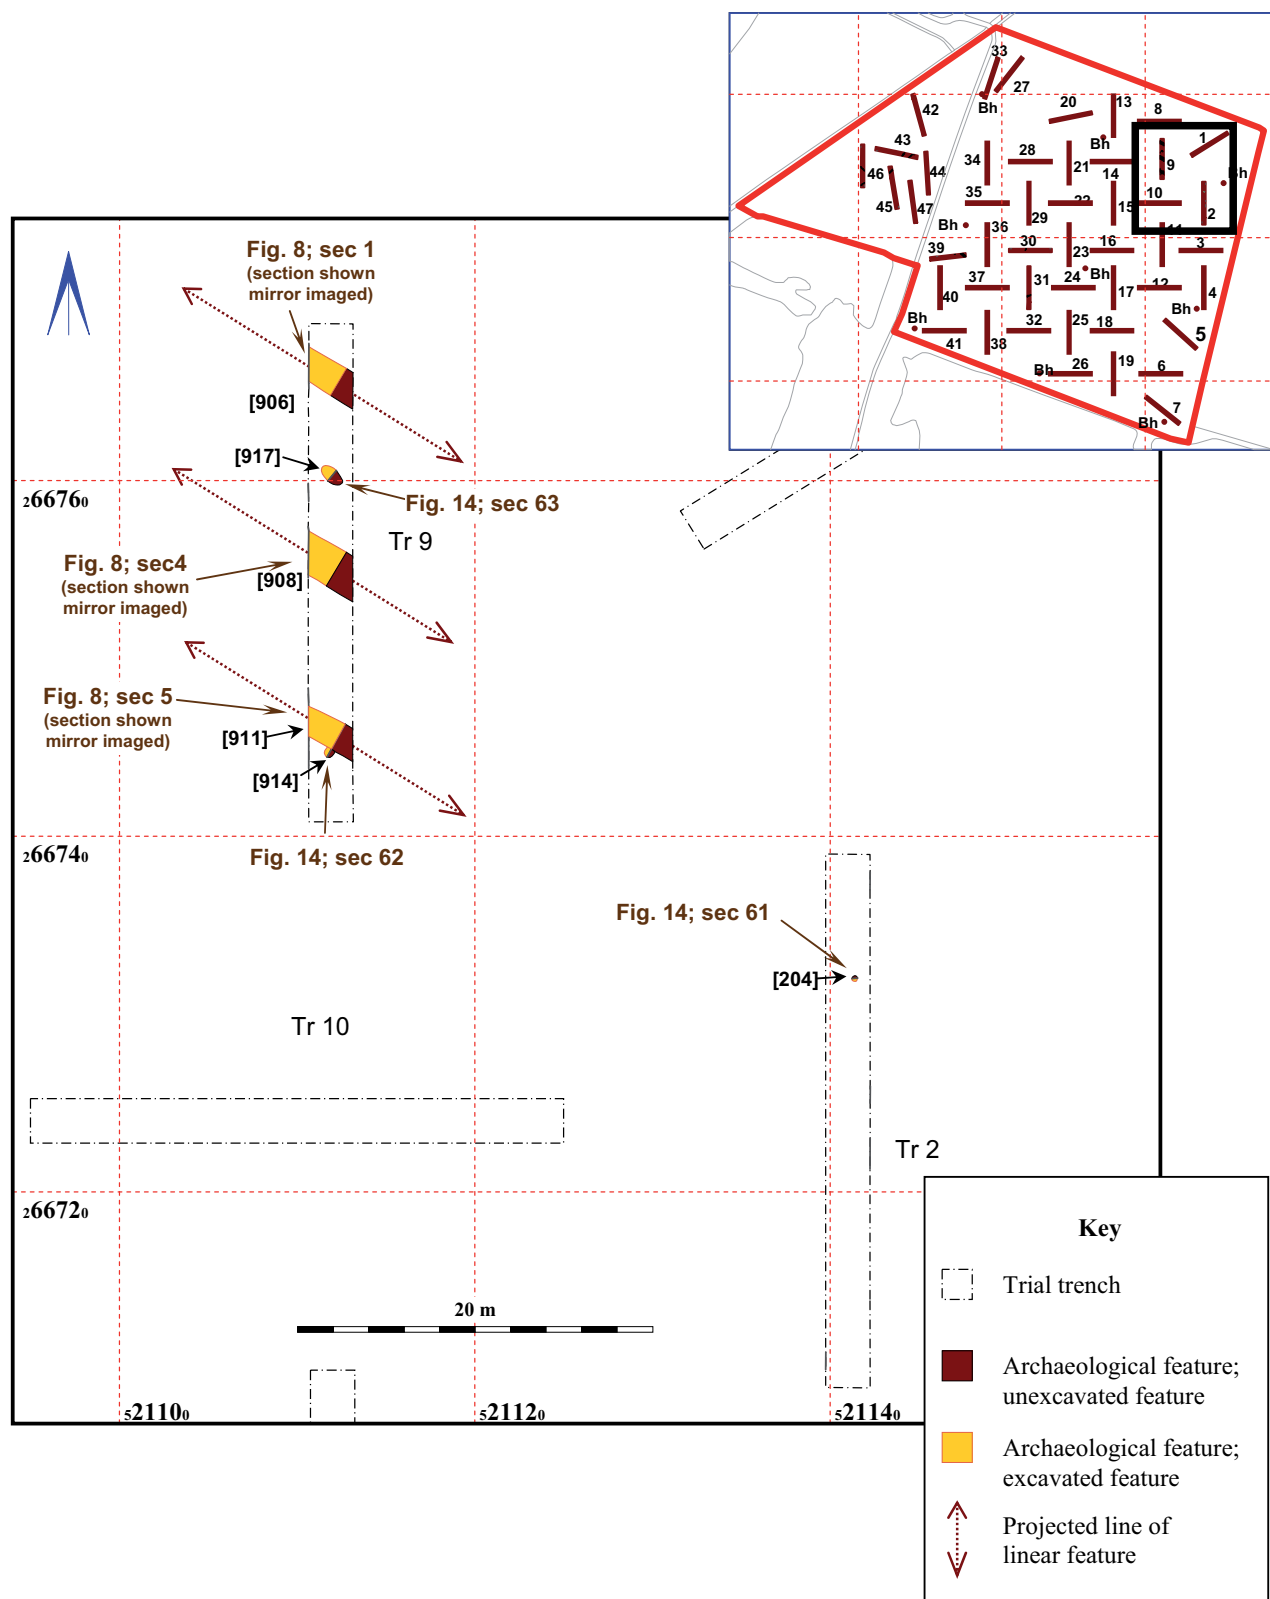 Fig. 8; sec 1
(section shown
mirror imaged)
[906]
[917]
Fig. 14; sec 63
266760
Tr 9
Fig. 8; sec4
(section shown
mirror imaged)
[908]
Fig. 8; sec 5
(section shown
mirror imaged)
[911]
[914]
266740
Fig. 14; sec 62
Fig. 14; sec 61
[204]
Tr 10
Tr 2
266720
20 m
521100
521120
521140
Key
Trial trench
Archaeological feature;
unexcavated feature
Archaeological feature;
excavated feature
Projected line of
linear feature
33
27
Bh
42
20
13
8
43
Bh
1
34
28
21
9
46
44
14
Bh
35
22
10
45
47
29
15
2
Bh
36
11
39
30
23
16
3
Bh
37
31
24
12
40
17
4
Bh
Bh
41
38
32
25
18
5
19
Bh
26
6
7
Bh